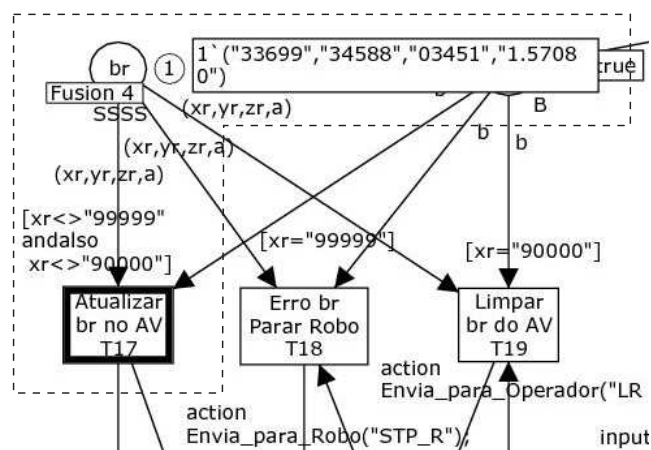 br
1
1`("33699","34588","03451","1.5708
0")
true
Fusion 4
SSSS
(xr,yr,zr,a)
b
B
(xr,yr,zr,a)
b
b
(xr,yr,zr,a)
[xr<>"99999"
andalso
xr<>"90000"]
[xr="99999"]
[xr="90000"]
Atualizar
br no AV
T17
Erro br
Parar Robo
T18
Limpar
br do AV
T19
action
Envia_para_Operador("LR
action
Envia_para_Robo("STP_R");
input